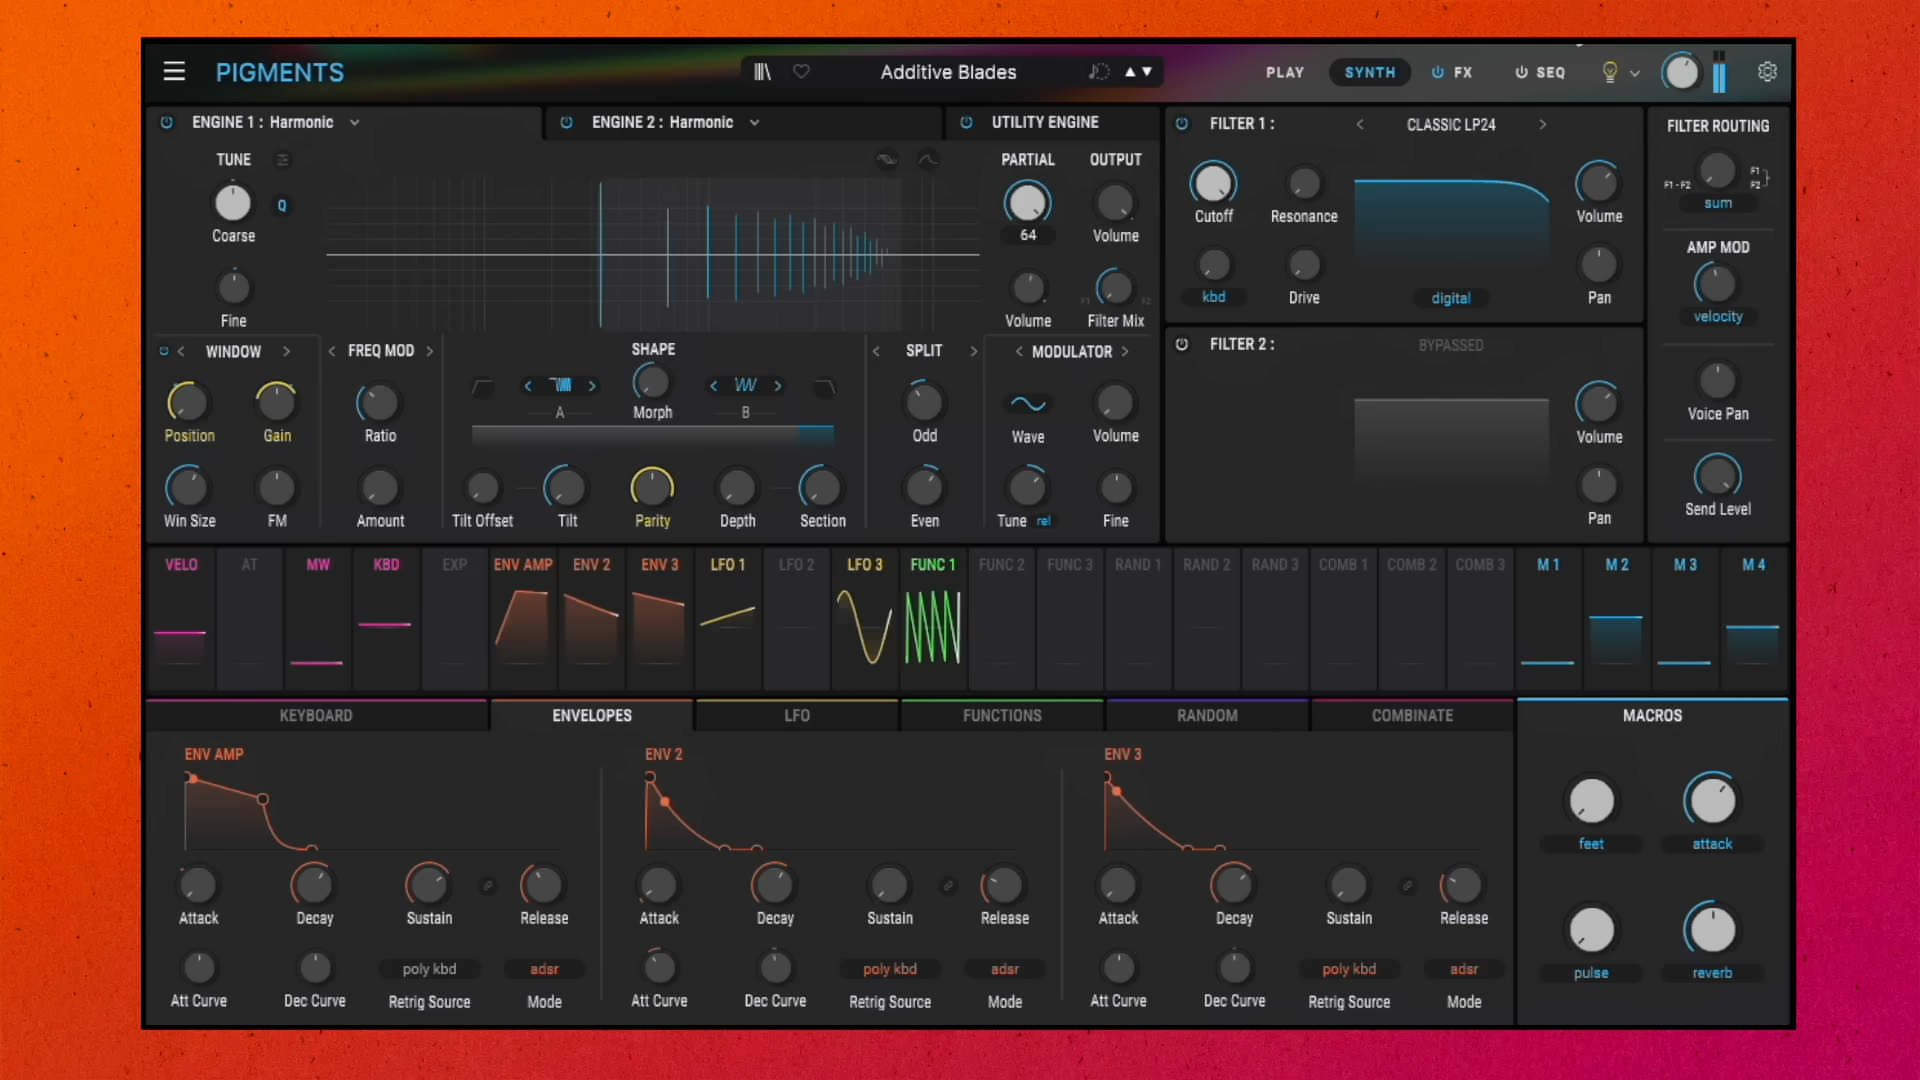 PIGMENTS
Additive Blades
PLAY SYNTH FX SEQ
ENGINE 1 : Harmonic ENGINE 2 : Harmonic UTILITY ENGINE
TUNE PARTIAL OUTPUT
Q
Coarse 64 Volume
F1 F2
Fine Volume Filter Mix
FILTER 1 : CLASSIC LP24
Cutoff Resonance Volume
kbd Drive digital Pan
FILTER ROUTING
F1 - F2 F1 F2
sum
AMP MOD
velocity
Voice Pan
Send Level
WINDOW FREQ MOD SHAPE SPLIT MODULATOR
A Morph B
Position Gain Ratio Odd Wave Volume
Win Size FM Amount Tilt Offset Tilt Parity Depth Section Even Tune rel Fine
FILTER 2 : BYPASSED
Volume
Pan
VELO AT MW KBD EXP ENV AMP ENV 2 ENV 3 LFO 1 LFO 2 LFO 3 FUNC 1 FUNC 2 FUNC 3 RAND 1 RAND 2 RAND 3 COMB 1 COMB 2 COMB 3 M 1 M 2 M 3 M 4
KEYBOARD ENVELOPES LFO FUNCTIONS RANDOM COMBINATE MACROS
ENV AMP
Attack Decay Sustain Release
poly kbd adsr
Att Curve Dec Curve Retrig Source Mode
ENV 2
Attack Decay Sustain Release
poly kbd adsr
Att Curve Dec Curve Retrig Source Mode
ENV 3
Attack Decay Sustain Release
poly kbd adsr
Att Curve Dec Curve Retrig Source Mode
feet attack
pulse reverb